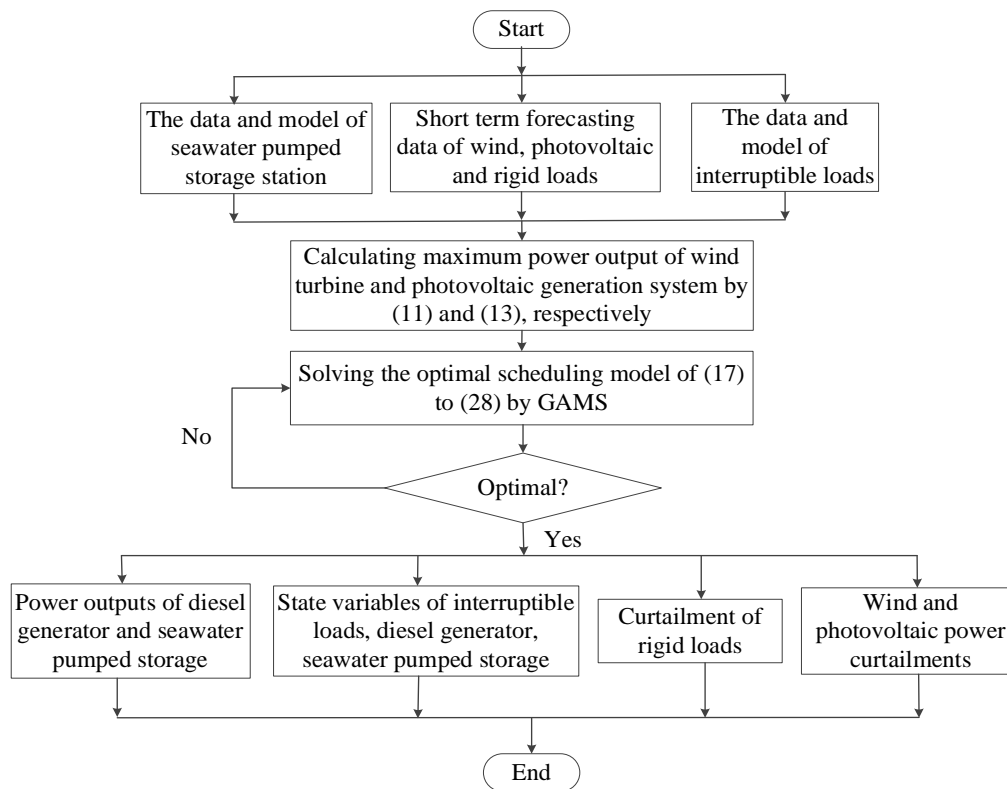 Start
The data and model of
seawater pumped
storage station
Short term forecasting
data of wind, photovoltaic
and rigid loads
The data and
model of
interruptible loads
Calculating maximum power output of wind
turbine and photovoltaic generation system by
(11) and (13), respectively
Solving the optimal scheduling model of (17)
to (28) by GAMS
No
Optimal?
Yes
Power outputs of diesel
generator and seawater
pumped storage
State variables of interruptible
loads, diesel generator,
seawater pumped storage
Curtailment of
rigid loads
Wind and
photovoltaic power
curtailments
End